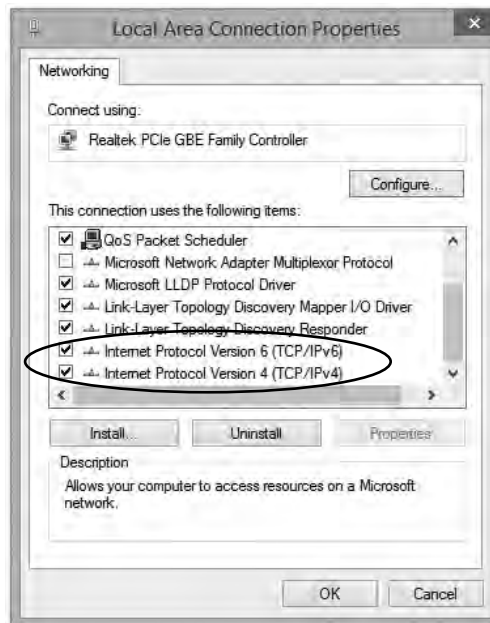 Local Area Connection Properties
Networking
Connect using:
Realtek PCIe GBE Family Controller
Configure...
This connection uses the following items:
QoS Packet Scheduler
Microsoft Network Adapter Multiplexor Protocol
Microsoft LLDP Protocol Driver
Link-Layer Topology Discovery Mapper I/O Driver
Link-Layer Topology Discovery Responder
Internet Protocol Version 6 (TCP/IPv6)
Internet Protocol Version 4 (TCP/IPv4)
Install... Uninstall Properties
Description
Allows your computer to access resources on a Microsoft
network.
OK Cancel